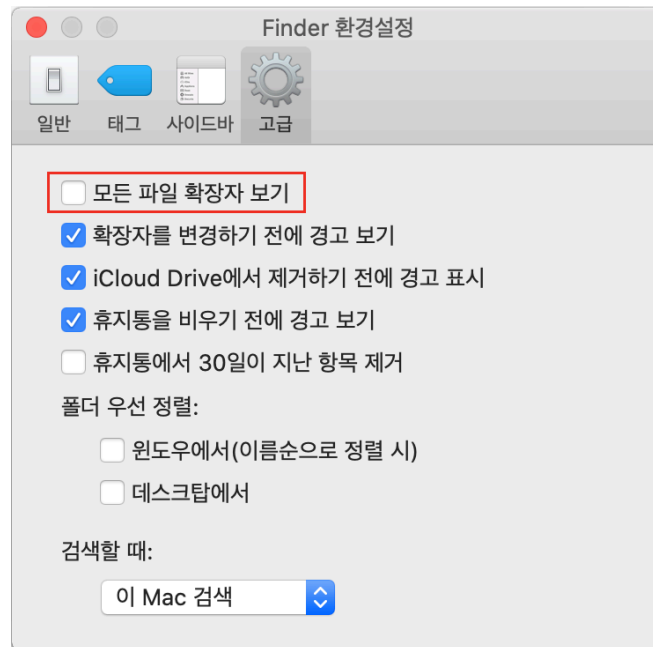 Finder 환경설정
일반 태그 사이드바 고급
모든 파일 확장자 보기
확장자를 변경하기 전에 경고 보기
iCloud Drive에서 제거하기 전에 경고 표시
휴지통을 비우기 전에 경고 보기
휴지통에서 30일이 지난 항목 제거
폴더 우선 정렬:
윈도우에서(이름순으로 정렬 시)
데스크탑에서
검색할 때:
이 Mac 검색